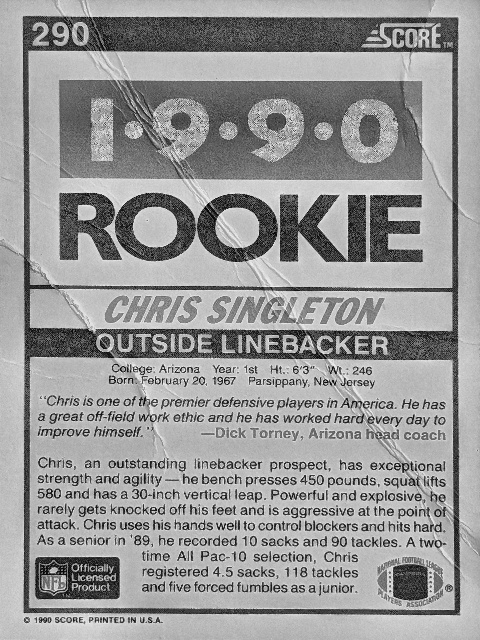 290
SCORE™
1·9·9·0
ROOKIE
CHRIS SINGLETON
OUTSIDE LINEBACKER
College: Arizona Year: 1st Ht.: 6'3" Wt.: 246
Born: February 20, 1967 Parsippany, New Jersey
"Chris is one of the premier defensive players in America. He has
a great off-field work ethic and he has worked hard every day to
improve himself."
—Dick Torney, Arizona head coach
Chris, an outstanding linebacker prospect, has exceptional
strength and agility — he bench presses 450 pounds, squat lifts
580 and has a 30-inch vertical leap. Powerful and explosive, he
rarely gets knocked off his feet and is aggressive at the point of
attack. Chris uses his hands well to control blockers and hits hard.
As a senior in '89, he recorded 10 sacks and 90 tackles. A two-
time All Pac-10 selection, Chris
registered 4.5 sacks, 118 tackles
and five forced fumbles as a junior.
NFL
Officially
Licensed
Product
NATIONAL FOOTBALL LEAGUE
PLAYERS ASSOCIATION
®
© 1990 SCORE, PRINTED IN U.S.A.